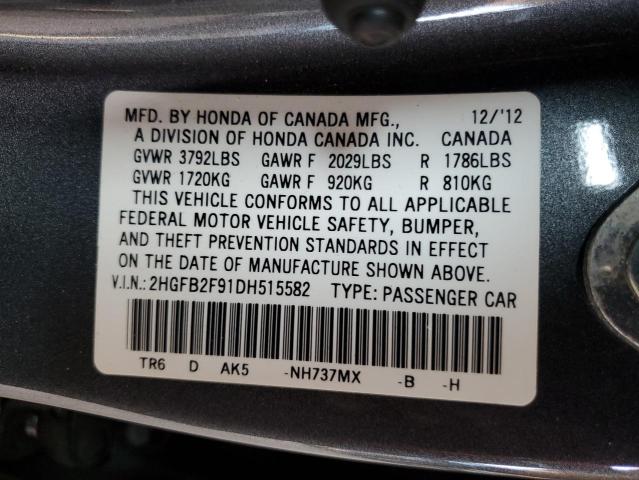 MFD. BY HONDA OF CANADA MFG., 12/'12
A DIVISION OF HONDA CANADA INC. CANADA
GVWR 3792LBS GAWR F 2029LBS R 1786LBS
GVWR 1720KG GAWR F 920KG R 810KG
THIS VEHICLE CONFORMS TO ALL APPLICABLE
FEDERAL MOTOR VEHICLE SAFETY, BUMPER,
AND THEFT PREVENTION STANDARDS IN EFFECT
ON THE DATE OF MANUFACTURE SHOWN ABOVE.
V.I.N.: 2HGFB2F91DH515582 TYPE: PASSENGER CAR
TR6 D AK5 -NH737MX -B -H